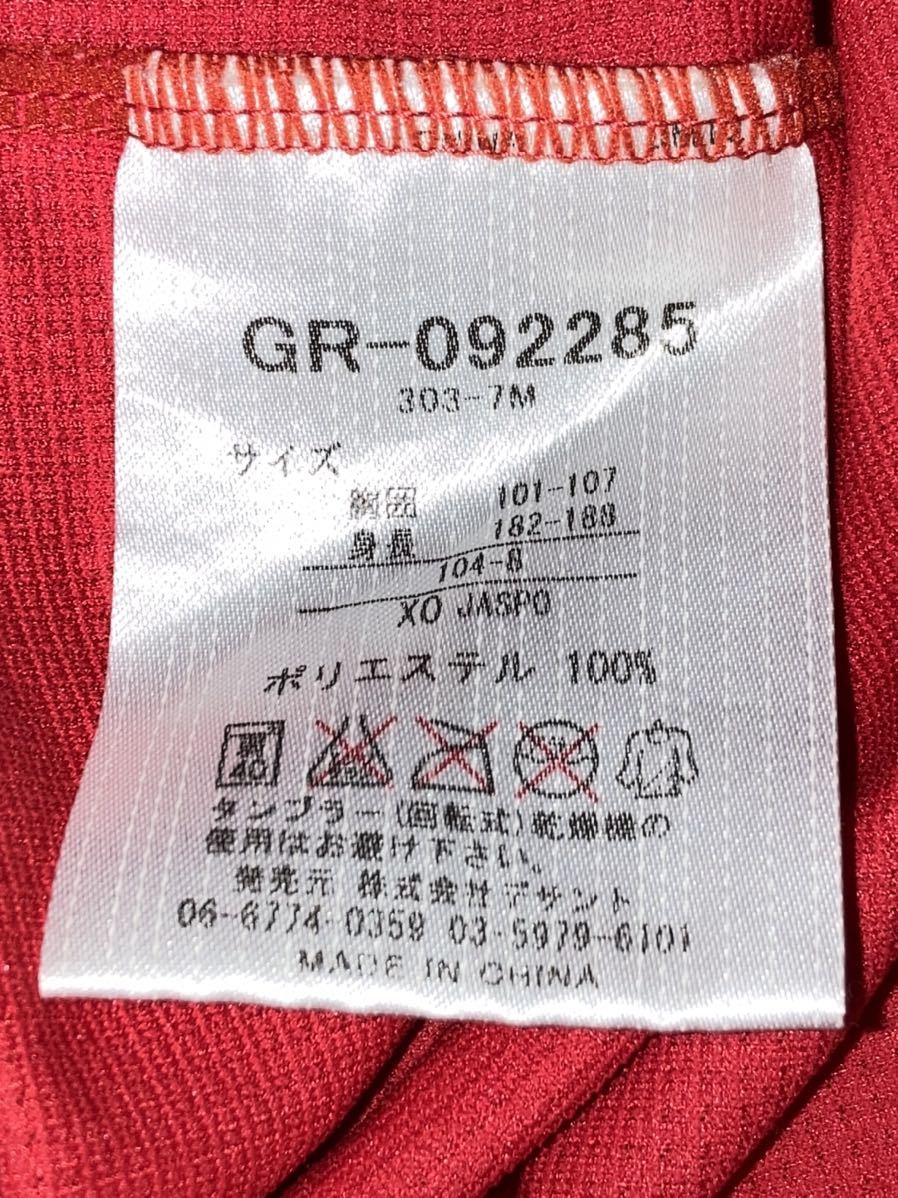 GR-092285
303-7M
サイズ
胸囲 101-107
身長 182-188
104-8
XO JASPO
ポリエステル 100%
40
タンブラー(回転式)乾燥機の
使用はお避け下さい。
発売元 株式会社デサント
06-6774-0359 03-5979-6101
MADE IN CHINA